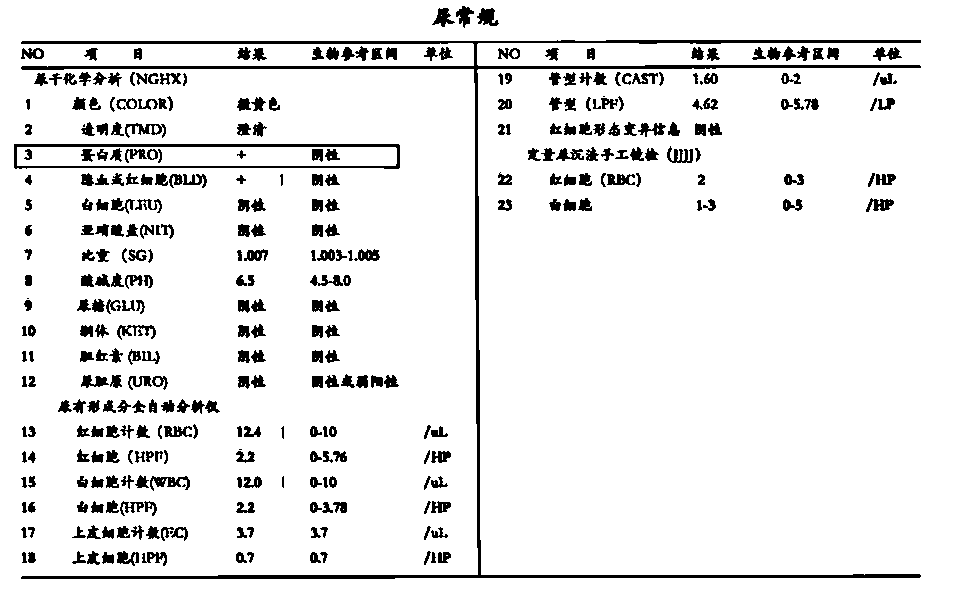 尿常规
NO 项 目 结果 生物参考区间 单位
尿干化学分析（NGHX）
1 颜色（COLOR） 微黄色
2 透明度(TMD) 澄清
3 蛋白质(PRO) + 阴性
4 隐血或红细胞(BLD) + ↑ 阴性
5 白细胞(LEU) 阴性 阴性
6 亚硝酸盐(NIT) 阴性 阴性
7 比重（SG） 1.007 1.003-1.005
8 酸碱度(PH) 6.5 4.5-8.0
9 尿糖(GLU) 阴性 阴性
10 酮体（KET） 阴性 阴性
11 胆红素(BIL) 阴性 阴性
12 尿胆原(URO) 阴性 阴性或弱阳性
尿有形成分全自动分析仪
13 红细胞计数（RBC） 12.4 ↑ 0-10 /uL
14 红细胞（HPF） 2.2 0-5.76 /HP
15 白细胞计数(WBC) 12.0 ↑ 0-10 /uL
16 白细胞(HPF) 2.2 0-3.78 /HP
17 上皮细胞计数(EC) 3.7 3.7 /uL
18 上皮细胞(HPF) 0.7 0.7 /HP
NO 项 目 结果 生物参考区间 单位
19 管型计数（CAST） 1.60 0-2 /uL
20 管型（LPF） 4.62 0-5.78 /LP
21 红细胞形态变异信息 阴性
定量尿沉渣手工镜检（JJJJ）
22 红细胞（RBC） 2 0-3 /HP
23 白细胞 1-3 0-5 /HP